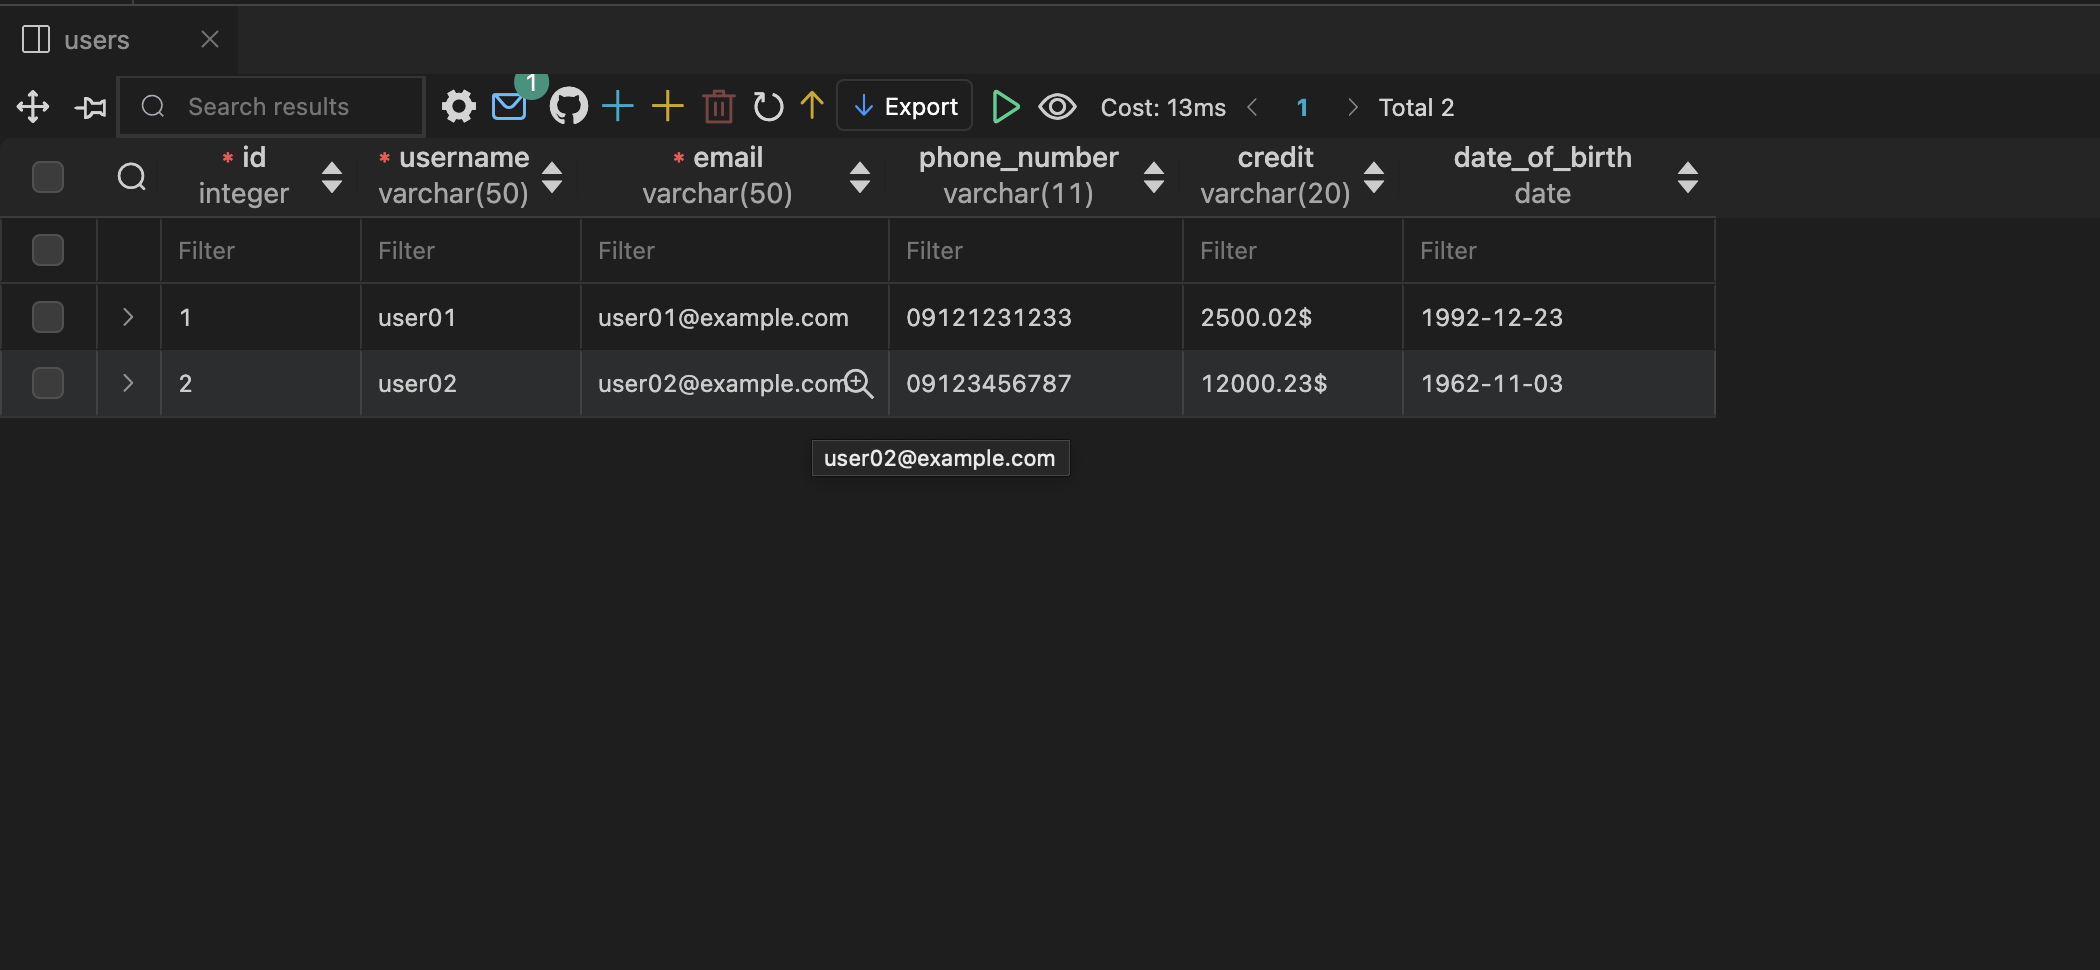 users
1
Search results
Export Cost: 13ms 1 Total 2
* id * username * email phone_number credit date_of_birth
integer varchar(50) varchar(50) varchar(11) varchar(20) date
Filter Filter Filter Filter Filter Filter
1 user01 user01@example.com 09121231233 2500.02$ 1992-12-23
2 user02 user02@example.com 09123456787 12000.23$ 1962-11-03
user02@example.com